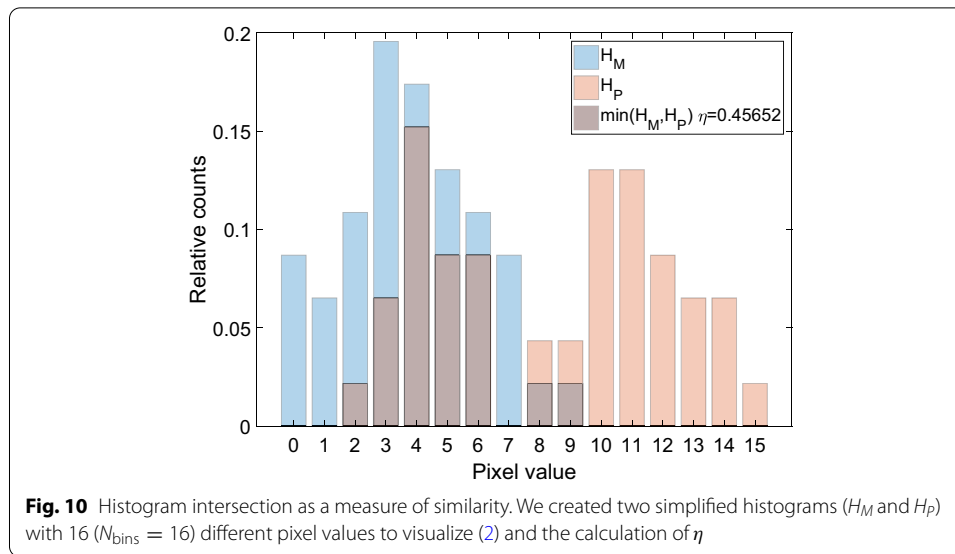 0.2
0.15
0.1
0.05
0
Relative counts
H_M
H_P
min(H_M,H_P) η=0.45652
0 1 2 3 4 5 6 7 8 9 10 11 12 13 14 15
Pixel value
Fig. 10 Histogram intersection as a measure of similarity. We created two simplified histograms (H_M and H_P)
with 16 (N_bins = 16) different pixel values to visualize (2) and the calculation of η